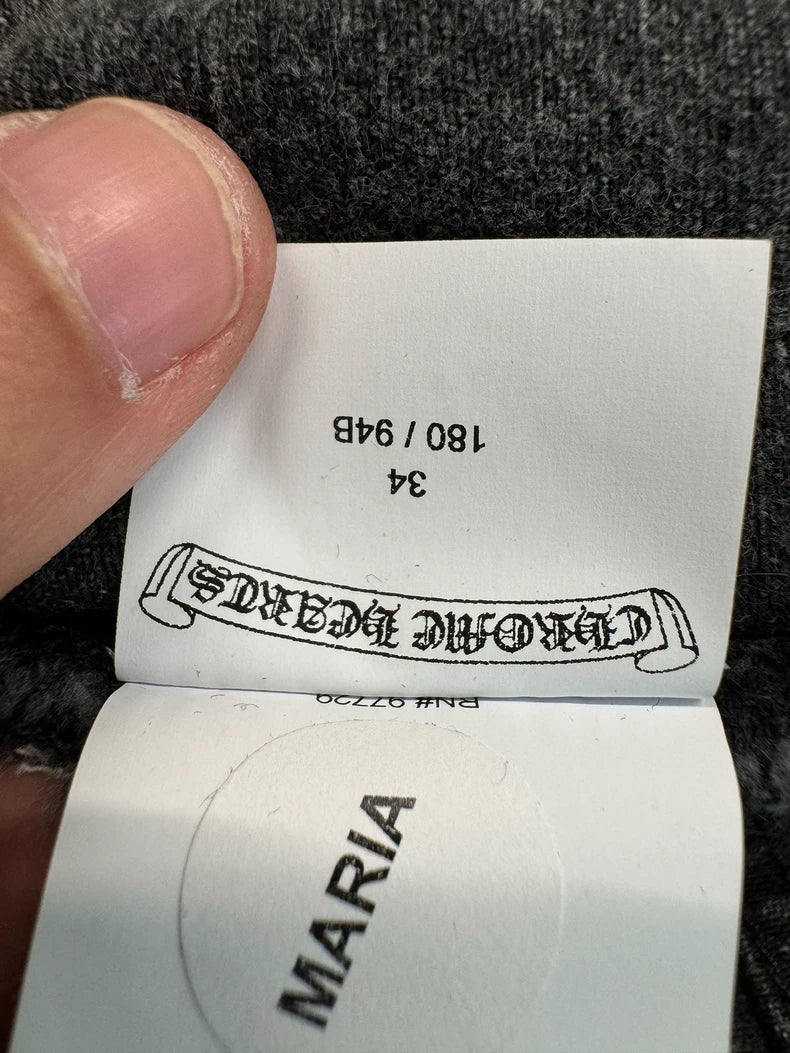 CHROME HEARTS
34
180 / 94B
RN# 97729
MARIA